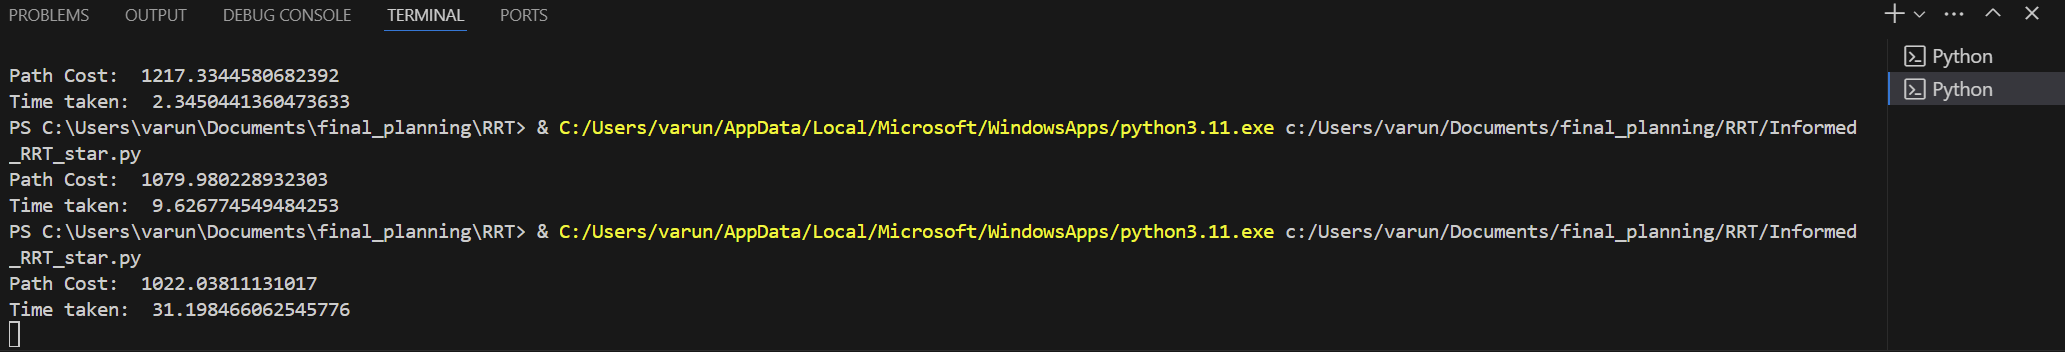 PROBLEMS OUTPUT DEBUG CONSOLE TERMINAL PORTS
Path Cost:  1217.3344580682392
Time taken:  2.3450441360473633
PS C:\Users\varun\Documents\final_planning\RRT> & C:/Users/varun/AppData/Local/Microsoft/WindowsApps/python3.11.exe c:/Users/varun/Documents/final_planning/RRT/Informed
_RRT_star.py
Path Cost:  1079.980228932303
Time taken:  9.626774549484253
PS C:\Users\varun\Documents\final_planning\RRT> & C:/Users/varun/AppData/Local/Microsoft/WindowsApps/python3.11.exe c:/Users/varun/Documents/final_planning/RRT/Informed
_RRT_star.py
Path Cost:  1022.03811131017
Time taken:  31.198466062545776
Python
Python